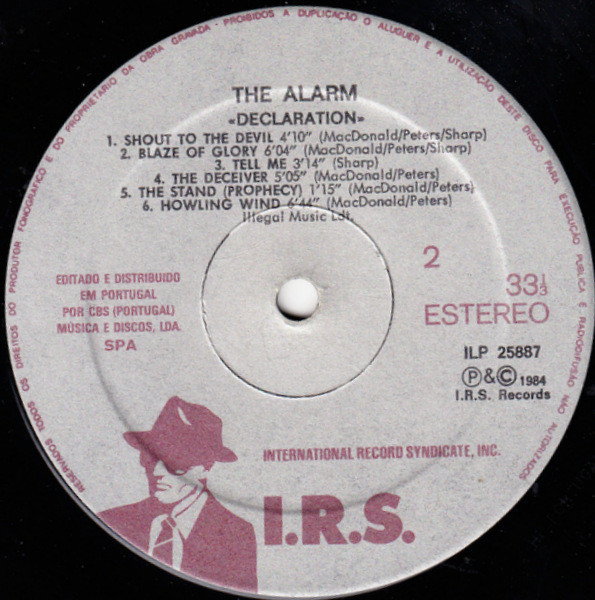 RESERVADOS TODOS OS DIREITOS DO PRODUTOR FONOGRÁFICO E DO PROPRIETÁRIO DA OBRA GRAVADA - PROIBIDOS A DUPLICAÇÃO O ALUGUER E A UTILIZAÇÃO DESTE DISCO PARA EXECUÇÃO PÚBLICA E RADIODIFUSÃO NÃO AUTORIZADOS
THE ALARM
«DECLARATION»
1. SHOUT TO THE DEVIL 4'10" (MacDonald/Peters/Sharp)
2. BLAZE OF GLORY 6'04" (MacDonald/Peters/Sharp)
3. TELL ME 3'14" (Sharp)
4. THE DECEIVER 5'05" (MacDonald/Peters)
5. THE STAND (PROPHECY) 1'15" (MacDonald/Peters)
6. HOWLING WIND 6'44" (MacDonald/Peters)
Illegal Music Ldt.
2
EDITADO E DISTRIBUIDO
EM PORTUGAL
POR CBS (PORTUGAL)
MÚSICA E DISCOS, LDA.
SPA
33 1/3
ESTEREO
ILP 25887
Ⓟ&© 1984
I.R.S. Records
INTERNATIONAL RECORD SYNDICATE, INC.
I.R.S.